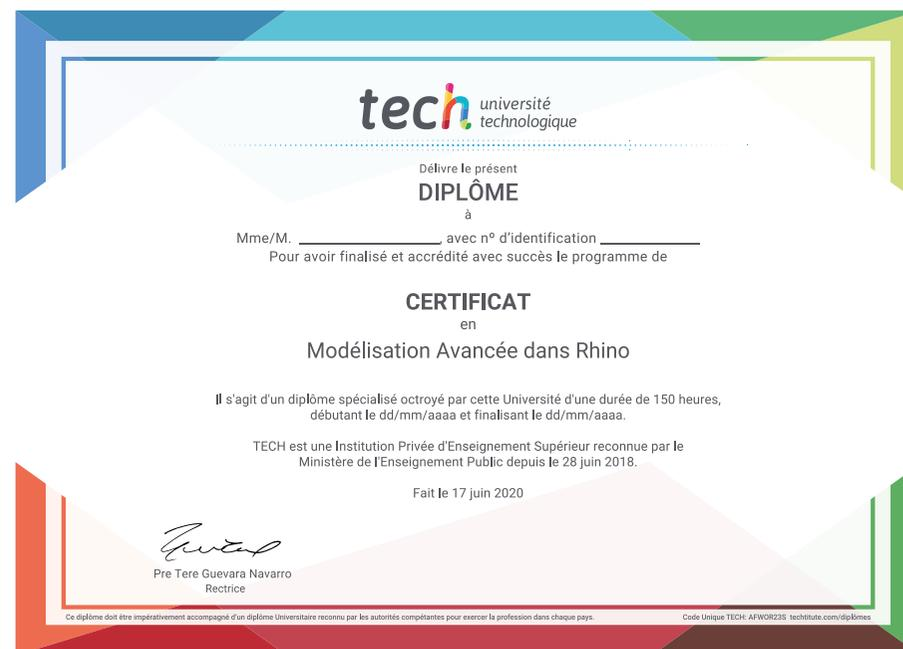 tech université
technologique
Délivre le présent
DIPLÔME
à
Mme/M. ____________________, avec nº d'identification ______________
Pour avoir finalisé et accrédité avec succès le programme de
CERTIFICAT
en
Modélisation Avancée dans Rhino
Il s'agit d'un diplôme spécialisé octroyé par cette Université d'une durée de 150 heures,
débutant le dd/mm/aaaa et finalisant le dd/mm/aaaa.
TECH est une Institution Privée d'Enseignement Supérieur reconnue par le
Ministère de l'Enseignement Public depuis le 28 juin 2018.
Fait le 17 juin 2020
Pre Tere Guevara Navarro
Rectrice
Ce diplôme doit être impérativement accompagné d'un diplôme Universitaire reconnu par les autorités compétantes pour exercer la profession dans chaque pays.
Code Unique TECH: AFWOR23S techtitute.com/diplômes